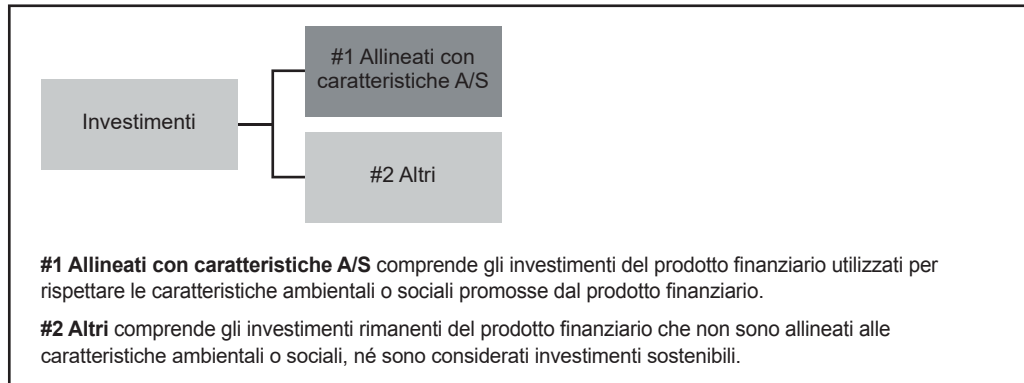 #1 Allineati con
caratteristiche A/S
Investimenti
#2 Altri
#1 Allineati con caratteristiche A/S comprende gli investimenti del prodotto finanziario utilizzati per
rispettare le caratteristiche ambientali o sociali promosse dal prodotto finanziario.
#2 Altri comprende gli investimenti rimanenti del prodotto finanziario che non sono allineati alle
caratteristiche ambientali o sociali, né sono considerati investimenti sostenibili.